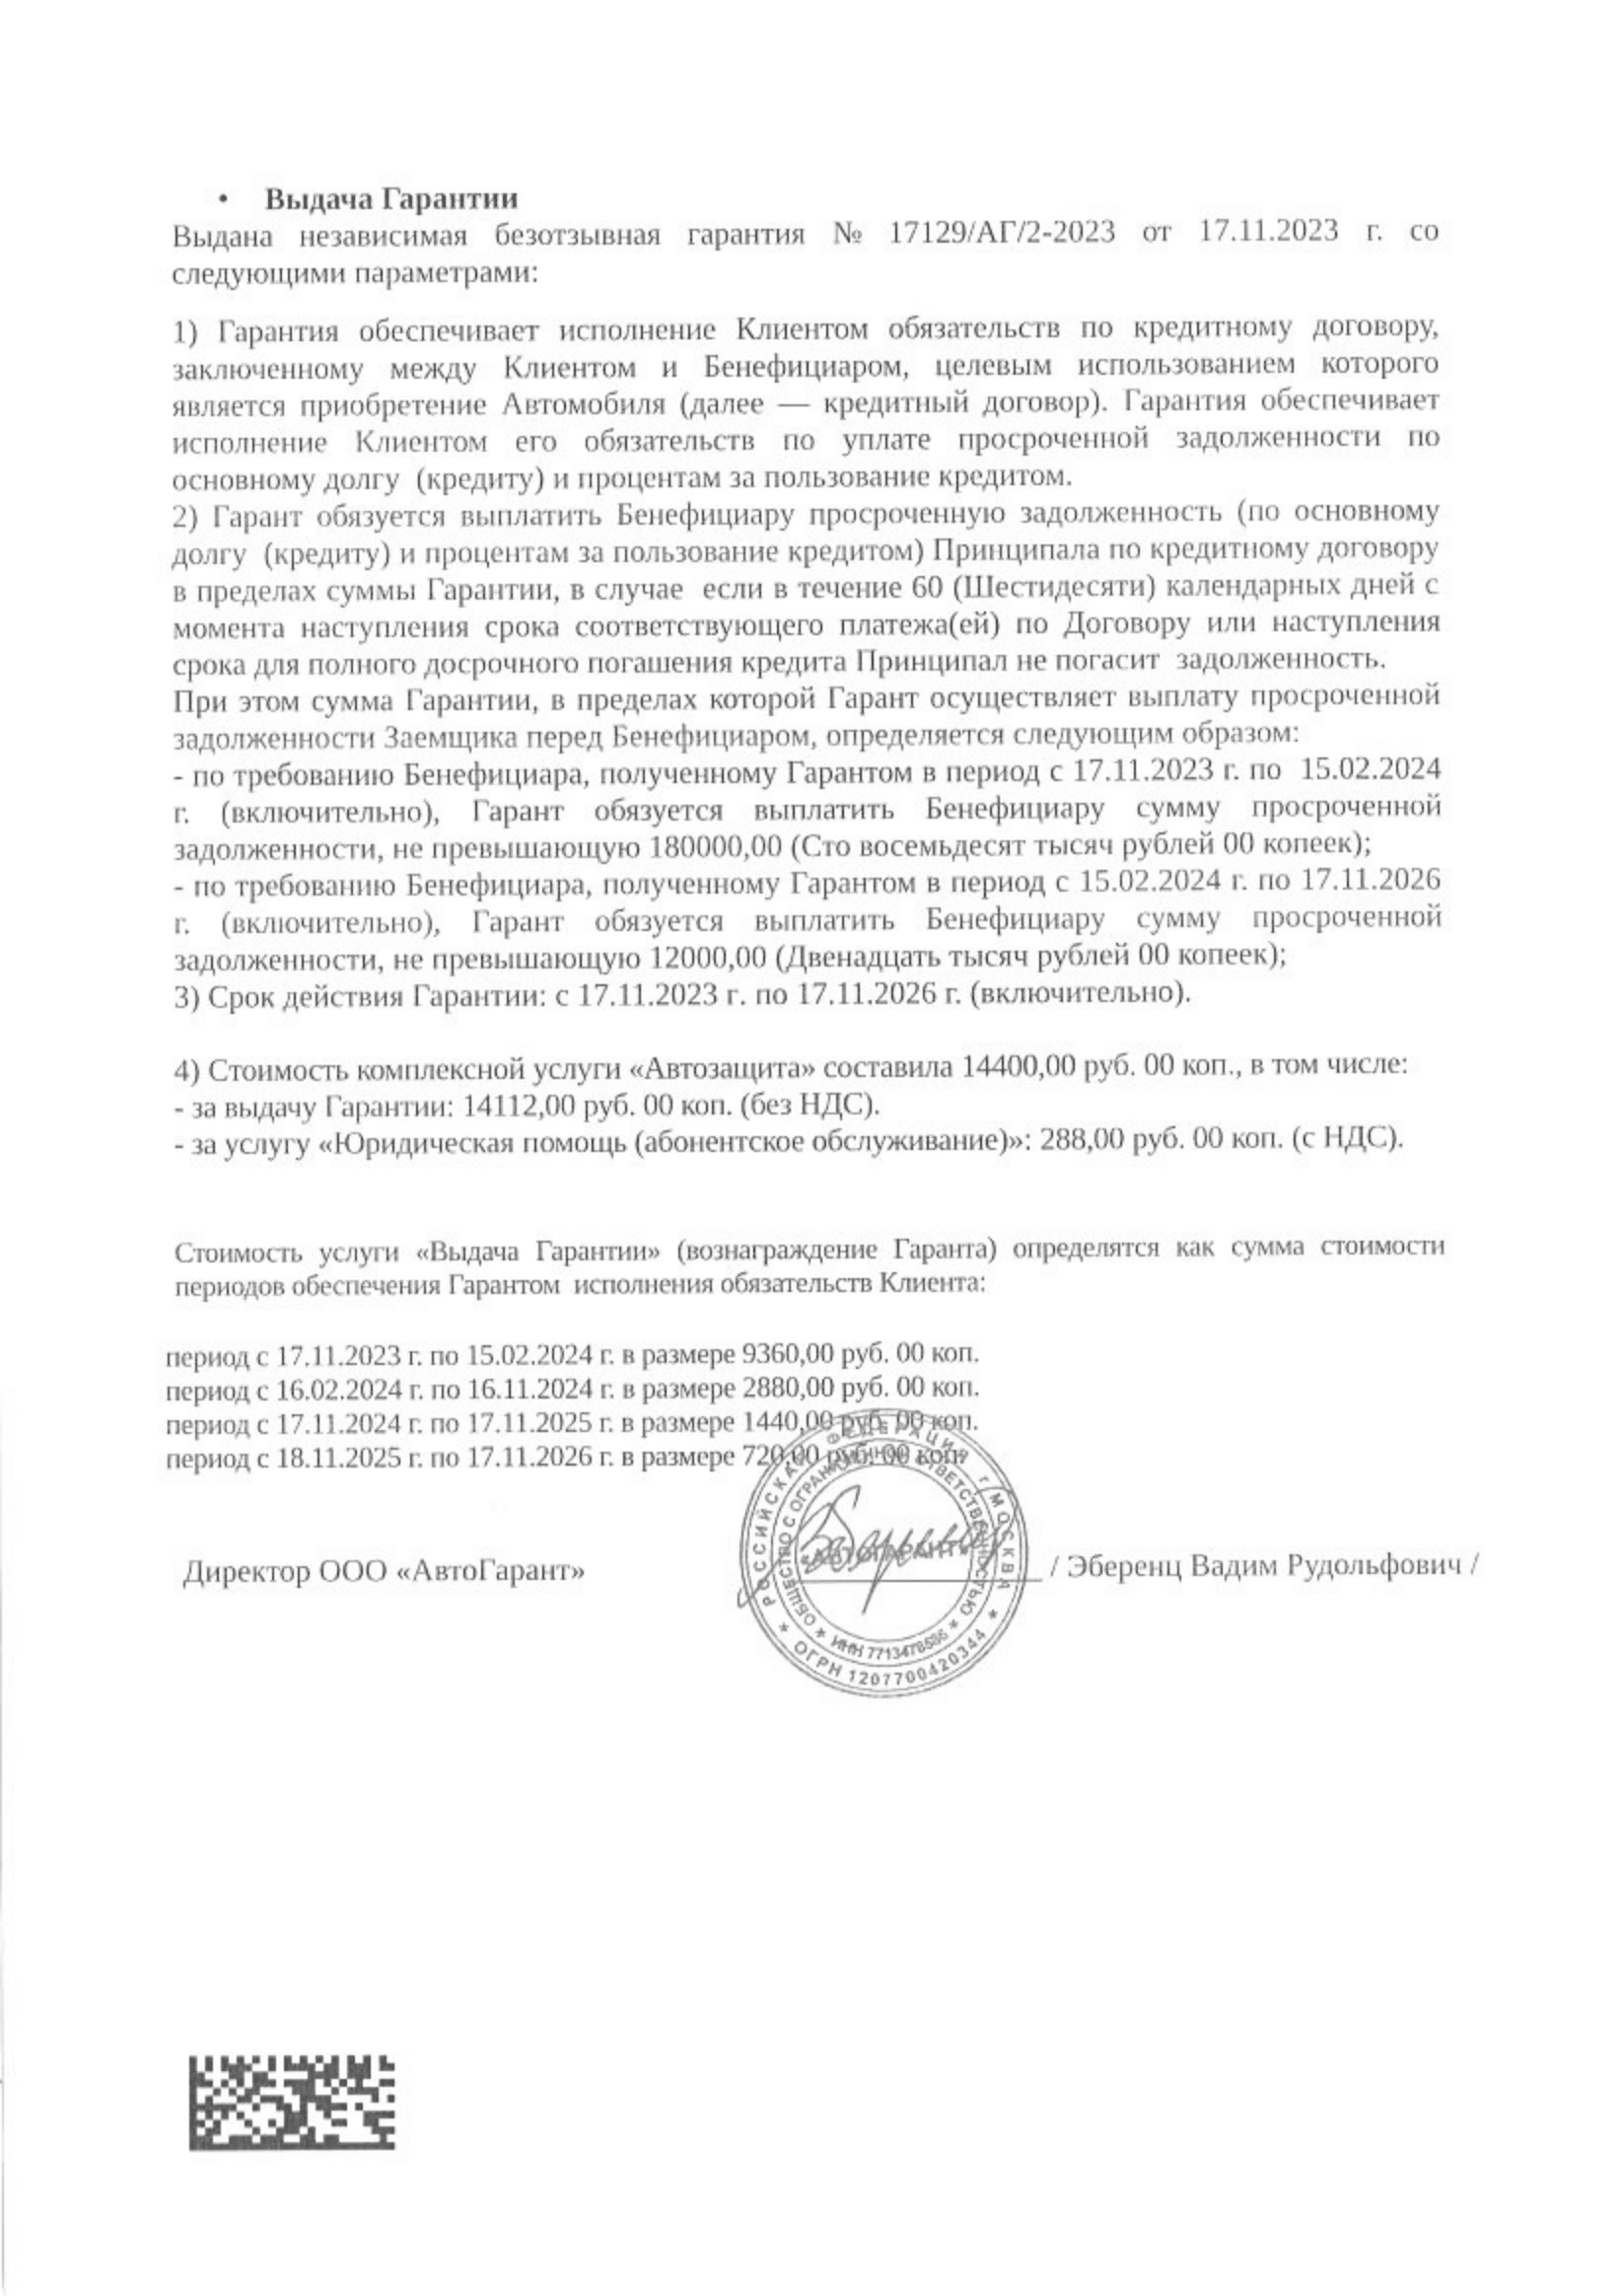 • Выдача Гарантии
Выдана независимая безотзывная гарантия № 17129/АГ/2-2023 от 17.11.2023 г. со
следующими параметрами:
1) Гарантия обеспечивает исполнение Клиентом обязательств по кредитному договору,
заключенному между Клиентом и Бенефициаром, целевым использованием которого
является приобретение Автомобиля (далее — кредитный договор). Гарантия обеспечивает
исполнение Клиентом его обязательств по уплате просроченной задолженности по
основному долгу (кредиту) и процентам за пользование кредитом.
2) Гарант обязуется выплатить Бенефициару просроченную задолженность (по основному
долгу (кредиту) и процентам за пользование кредитом) Принципала по кредитному договору
в пределах суммы Гарантии, в случае если в течение 60 (Шестидесяти) календарных дней с
момента наступления срока соответствующего платежа(ей) по Договору или наступления
срока для полного досрочного погашения кредита Принципал не погасит задолженность.
При этом сумма Гарантии, в пределах которой Гарант осуществляет выплату просроченной
задолженности Заемщика перед Бенефициаром, определяется следующим образом:
- по требованию Бенефициара, полученному Гарантом в период с 17.11.2023 г. по 15.02.2024
г. (включительно), Гарант обязуется выплатить Бенефициару сумму просроченной
задолженности, не превышающую 180000,00 (Сто восемьдесят тысяч рублей 00 копеек);
- по требованию Бенефициара, полученному Гарантом в период с 15.02.2024 г. по 17.11.2026
г. (включительно), Гарант обязуется выплатить Бенефициару сумму просроченной
задолженности, не превышающую 12000,00 (Двенадцать тысяч рублей 00 копеек);
3) Срок действия Гарантии: с 17.11.2023 г. по 17.11.2026 г. (включительно).
4) Стоимость комплексной услуги «Автозащита» составила 14400,00 руб. 00 коп., в том числе:
- за выдачу Гарантии: 14112,00 руб. 00 коп. (без НДС).
- за услугу «Юридическая помощь (абонентское обслуживание)»: 288,00 руб. 00 коп. (с НДС).
Стоимость услуги «Выдача Гарантии» (вознаграждение Гаранта) определятся как сумма стоимости
периодов обеспечения Гарантом исполнения обязательств Клиента:
период с 17.11.2023 г. по 15.02.2024 г. в размере 9360,00 руб. 00 коп.
период с 16.02.2024 г. по 16.11.2024 г. в размере 2880,00 руб. 00 коп.
период с 17.11.2024 г. по 17.11.2025 г. в размере 1440,00 руб. 00 коп.
период с 18.11.2025 г. по 17.11.2026 г. в размере 720,00 руб. 00 коп.
Директор ООО «АвтоГарант» / Эберенц Вадим Рудольфович /
РОССИЙСКАЯ ФЕДЕРАЦИЯ г. МОСКВА
ОБЩЕСТВО С ОГРАНИЧЕННОЙ ОТВЕТСТВЕННОСТЬЮ
«АВТОГАРАНТ»
ИНН 7713478586
ОГРН 1207700420344